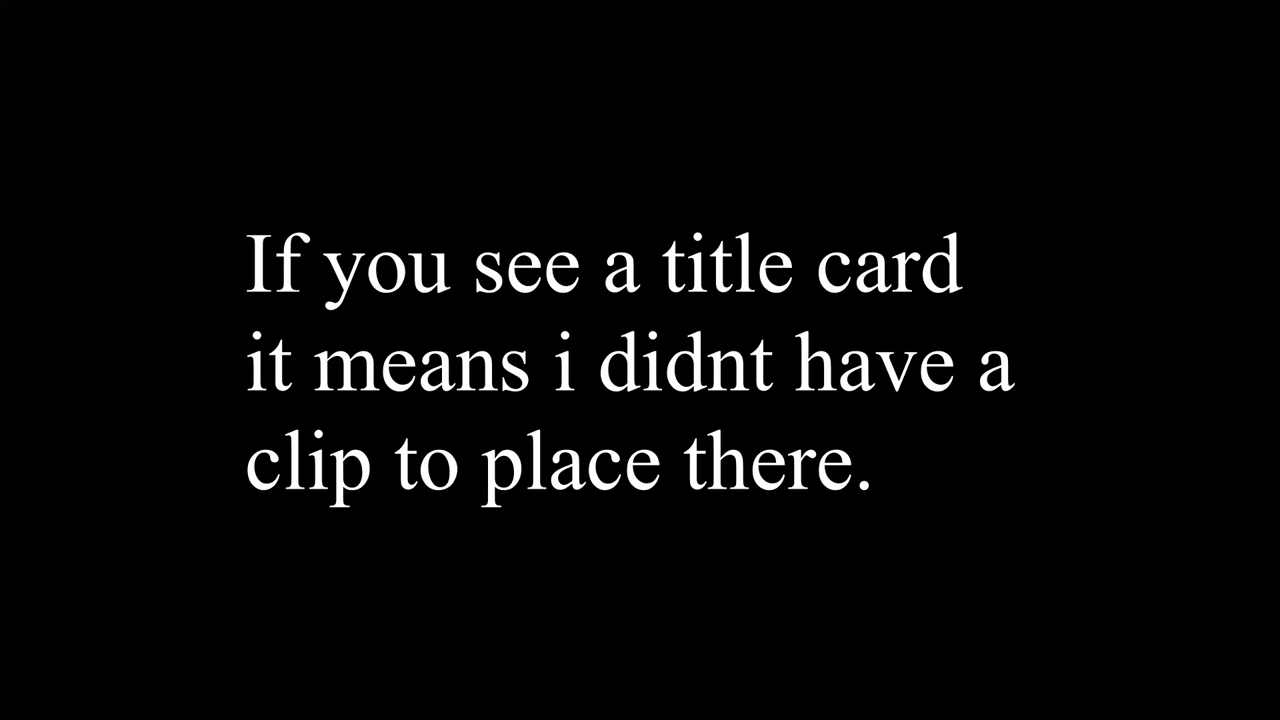 If you see a title card
it means i didnt have a
clip to place there.